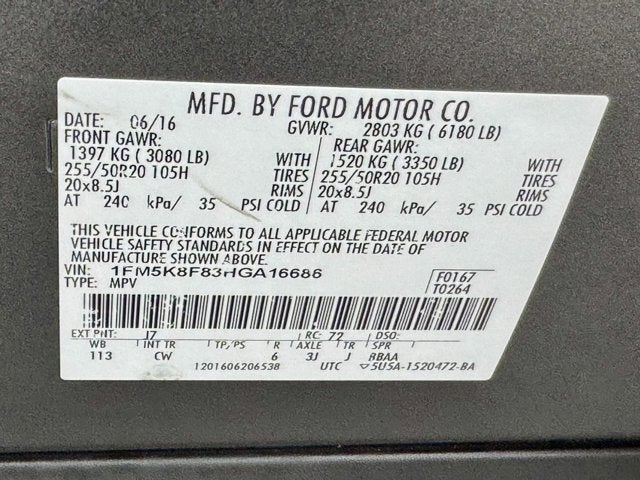 MFD. BY FORD MOTOR CO.
DATE: 06/16 GVWR: 2803 KG ( 6180 LB)
FRONT GAWR: REAR GAWR:
1397 KG ( 3080 LB) WITH 1520 KG ( 3350 LB) WITH
255/50R20 105H TIRES 255/50R20 105H TIRES
20x8.5J RIMS 20x8.5J RIMS
AT 240 kPa/ 35 PSI COLD AT 240 kPa/ 35 PSI COLD
THIS VEHICLE CONFORMS TO ALL APPLICABLE FEDERAL MOTOR
VEHICLE SAFETY STANDARDS IN EFFECT ON THE DATE OF
MANUFACTURE SHOWN ABOVE.
VIN: 1FM5K8F83HGA16686 F0167
TYPE: MPV T0264
EXT PNT: J7 RC: 72 DSO:
WB INT TR TP/PS R AXLE TR SPR
113 CW 6 3J J BBAA
1201606206538 UTC ▽5U5A-1520472-BA